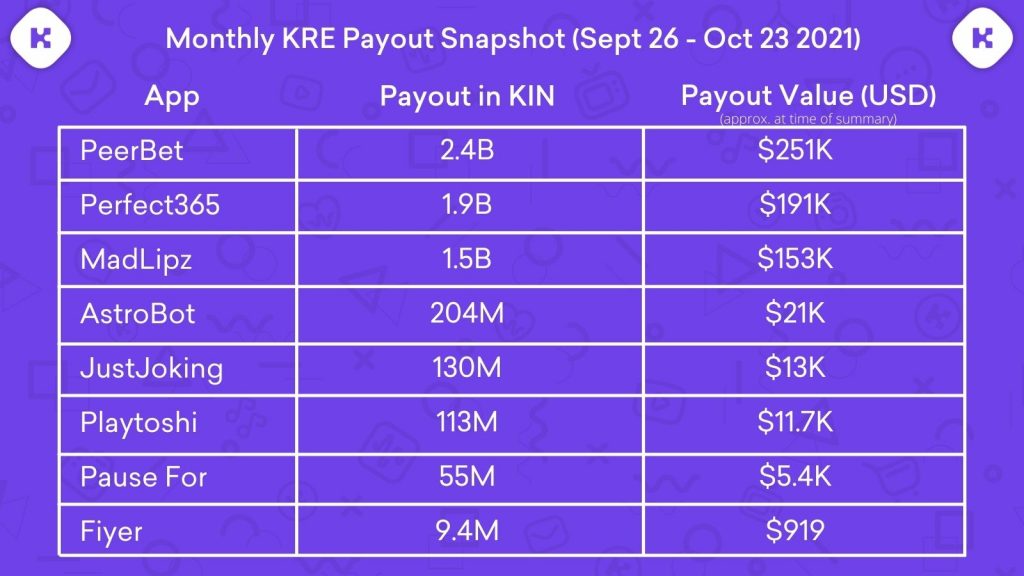 Monthly KRE Payout Snapshot (Sept 26 - Oct 23 2021)
App Payout in KIN Payout Value (USD)
(approx. at time of summary)
PeerBet 2.4B $251K
Perfect365 1.9B $191K
MadLipz 1.5B $153K
AstroBot 204M $21K
JustJoking 130M $13K
Playtoshi 113M $11.7K
Pause For 55M $5.4K
Fiyer 9.4M $919